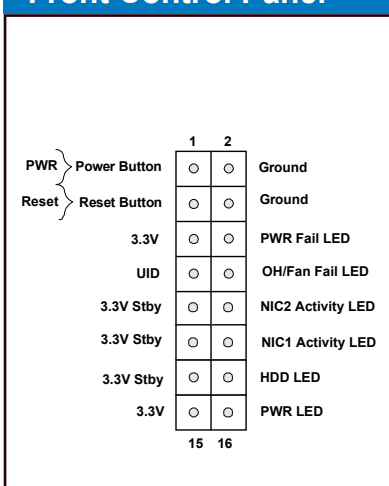 Front Control Panel
1 2
PWR Power Button Ground
Reset Reset Button Ground
3.3V PWR Fail LED
UID OH/Fan Fail LED
3.3V Stby NIC2 Activity LED
3.3V Stby NIC1 Activity LED
3.3V Stby HDD LED
3.3V PWR LED
15 16